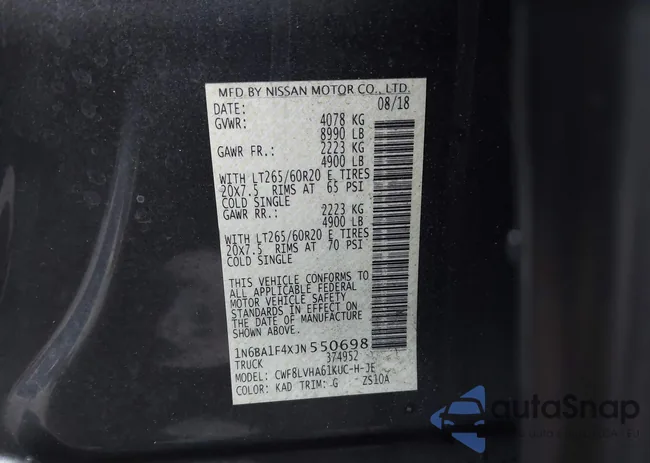 MFD BY NISSAN MOTOR CO., LTD.
DATE: 08/18
GVWR: 4078 KG
8990 LB
GAWR FR.: 2223 KG
4900 LB
WITH LT265/60R20 E TIRES
20X7.5 RIMS AT 65 PSI
COLD SINGLE
GAWR RR.: 2223 KG
4900 LB
WITH LT265/60R20 E TIRES
20X7.5 RIMS AT 70 PSI
COLD SINGLE
THIS VEHICLE CONFORMS TO
ALL APPLICABLE FEDERAL
MOTOR VEHICLE SAFETY
STANDARDS IN EFFECT ON
THE DATE OF MANUFACTURE
SHOWN ABOVE.
1N6BA1F4XJN550698
TRUCK 374952
MODEL: CWF8LVHA61KUC-H-JE
COLOR: KAD TRIM: G ZS10A
autoSnap